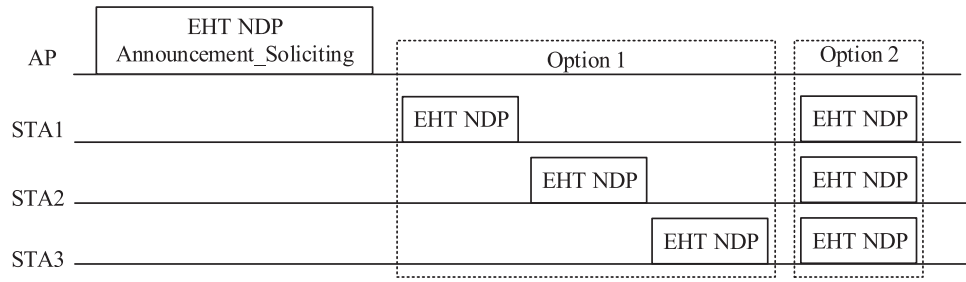 EHT NDP
Announcement_Soliciting
AP
Option 1
Option 2
STA1
EHT NDP
EHT NDP
STA2
EHT NDP
EHT NDP
STA3
EHT NDP
EHT NDP